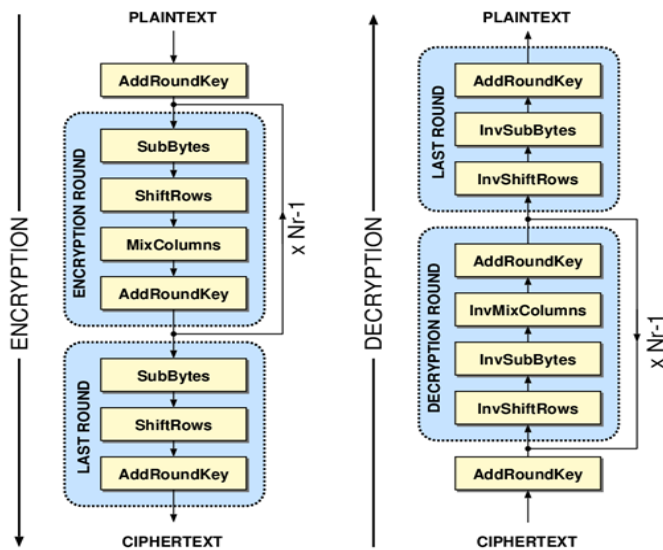 PLAINTEXT
AddRoundKey
ENCRYPTION ROUND
SubBytes
ShiftRows
MixColumns
AddRoundKey
x Nr-1
LAST ROUND
SubBytes
ShiftRows
AddRoundKey
CIPHERTEXT
ENCRYPTION
PLAINTEXT
LAST ROUND
AddRoundKey
InvSubBytes
InvShiftRows
DECRYPTION ROUND
AddRoundKey
InvMixColumns
InvSubBytes
InvShiftRows
x Nr-1
AddRoundKey
CIPHERTEXT
DECRYPTION